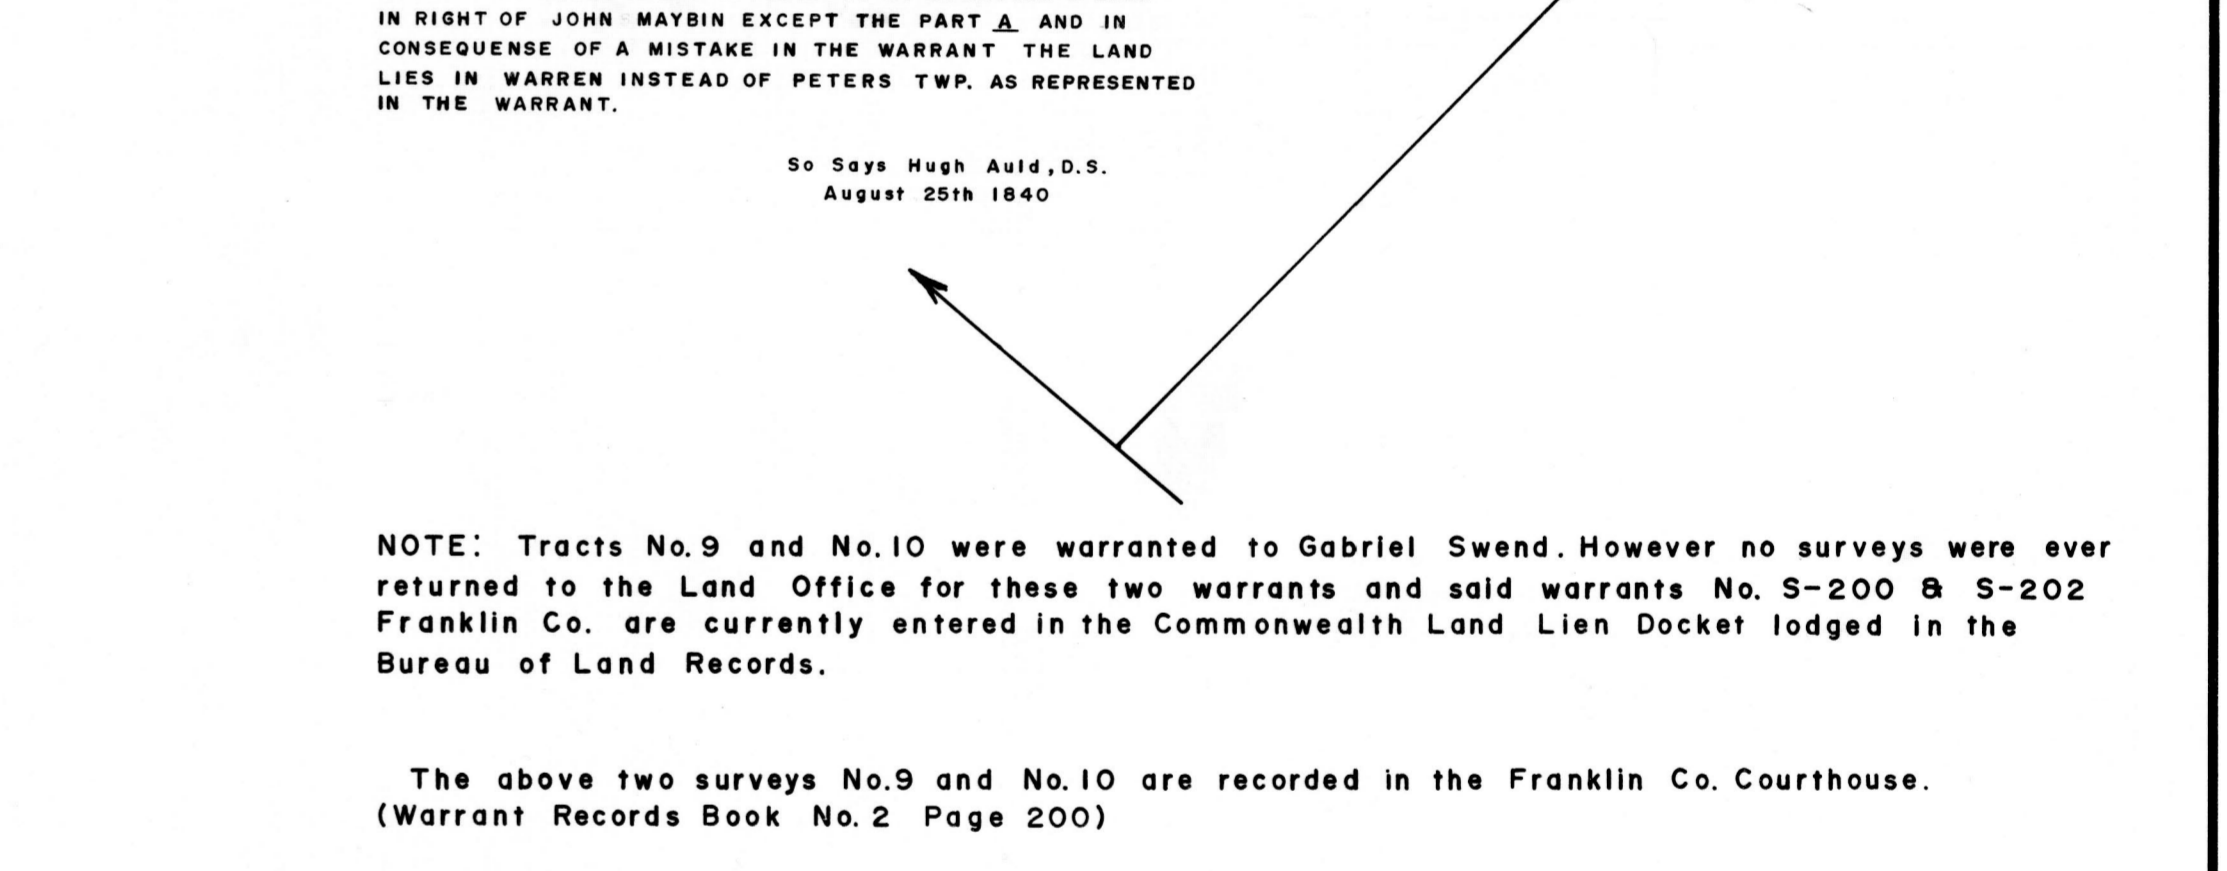 IN RIGHT OF JOHN MAYBIN EXCEPT THE PART A AND IN
CONSEQUENSE OF A MISTAKE IN THE WARRANT THE LAND
LIES IN WARREN INSTEAD OF PETERS TWP. AS REPRESENTED
IN THE WARRANT.
So Says Hugh Auld, D.S.
August 25th 1840
NOTE: Tracts No. 9 and No. 10 were warranted to Gabriel Swend. However no surveys were ever
returned to the Land Office for these two warrants and said warrants No. S-200 & S-202
Franklin Co. are currently entered in the Commonwealth Land Lien Docket lodged in the
Bureau of Land Records.
The above two surveys No. 9 and No. 10 are recorded in the Franklin Co. Courthouse.
(Warrant Records Book No. 2 Page 200)